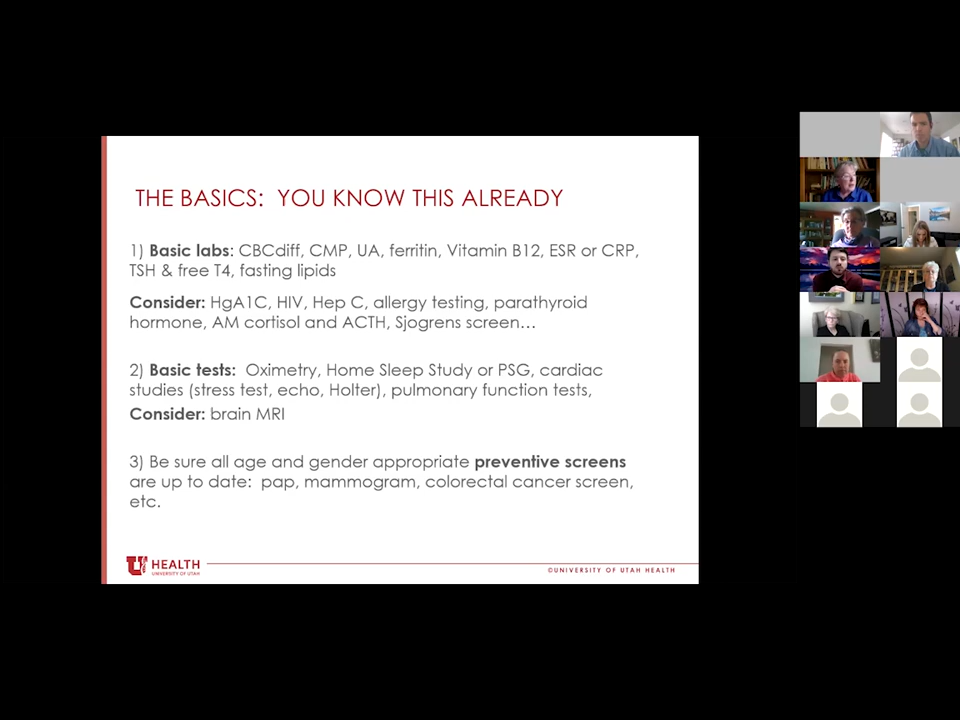 THE BASICS:  YOU KNOW THIS ALREADY
1) Basic labs: CBCdiff, CMP, UA, ferritin, Vitamin B12, ESR or CRP,
TSH & free T4, fasting lipids
Consider: HgA1C, HIV, Hep C, allergy testing, parathyroid
hormone, AM cortisol and ACTH, Sjogrens screen…
2) Basic tests:  Oximetry, Home Sleep Study or PSG, cardiac
studies (stress test, echo, Holter), pulmonary function tests,
Consider: brain MRI
3) Be sure all age and gender appropriate preventive screens
are up to date:  pap, mammogram, colorectal cancer screen,
etc.
U HEALTH
UNIVERSITY OF UTAH
©UNIVERSITY OF UTAH HEALTH